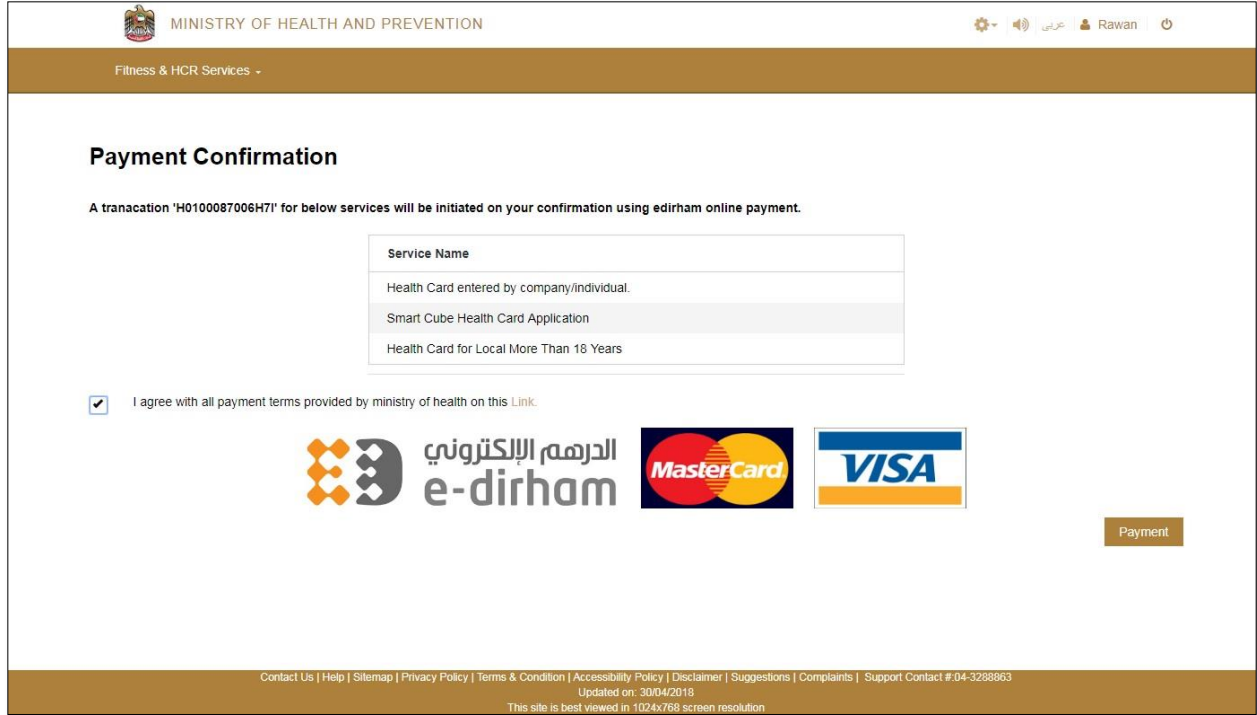 MINISTRY OF HEALTH AND PREVENTION
عربى
Rawan
Fitness & HCR Services
Payment Confirmation
A tranacation 'H0100087006H7I' for below services will be initiated on your confirmation using edirham online payment.
Service Name
Health Card entered by company/individual.
Smart Cube Health Card Application
Health Card for Local More Than 18 Years
I agree with all payment terms provided by ministry of health on this Link.
الدرهم الإلكتروني
e-dirham
MasterCard
VISA
Payment
Contact Us | Help | Sitemap | Privacy Policy | Terms & Condition | Accessibility Policy | Disclaimer | Suggestions | Complaints | Support Contact #:04-3288863
Updated on: 30/04/2018
This site is best viewed in 1024x768 screen resolution